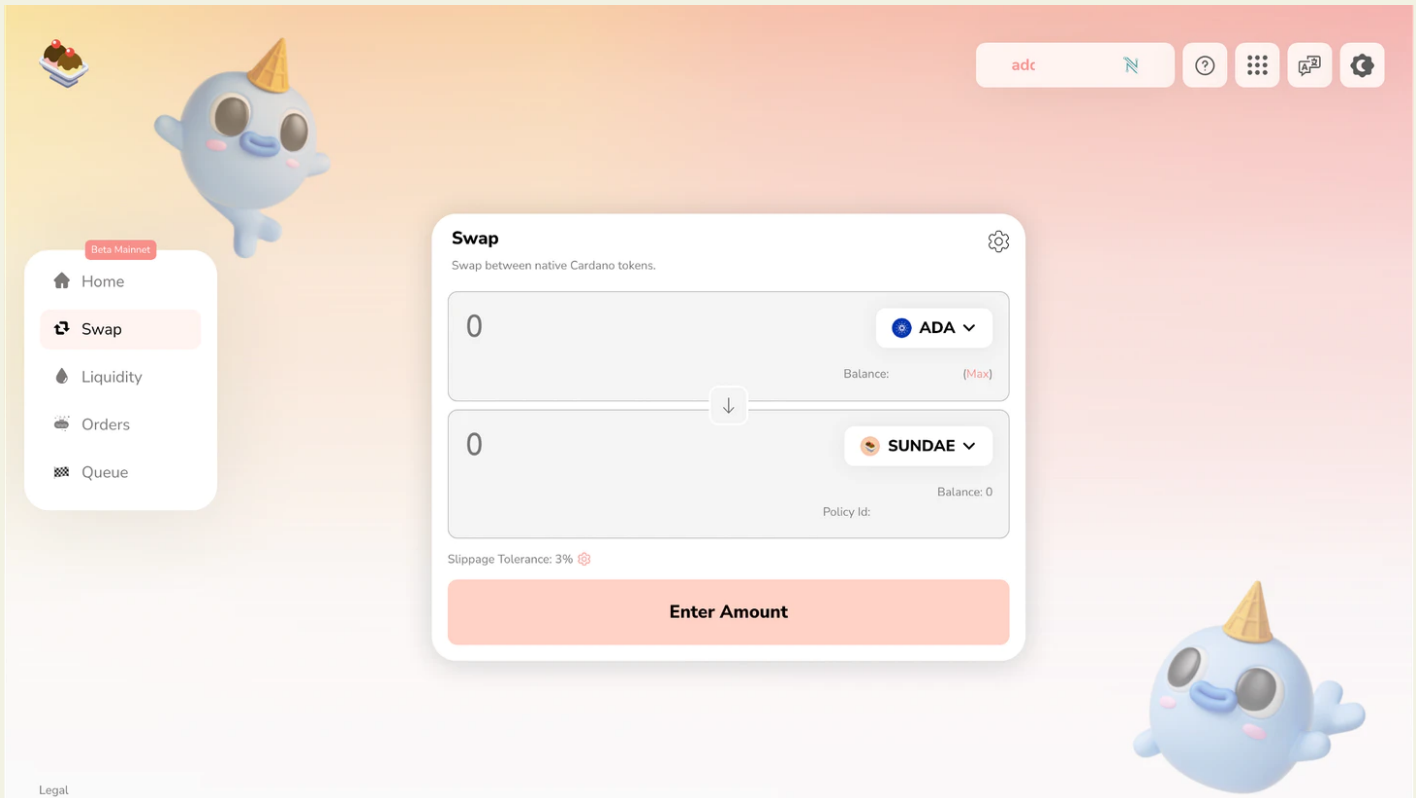 adc
Beta Mainnet
Home
Swap
Liquidity
Orders
Queue
Swap
Swap between native Cardano tokens.
0
ADA
Balance: (Max)
0
SUNDAE
Balance: 0
Policy Id:
Slippage Tolerance: 3%
Enter Amount
Legal